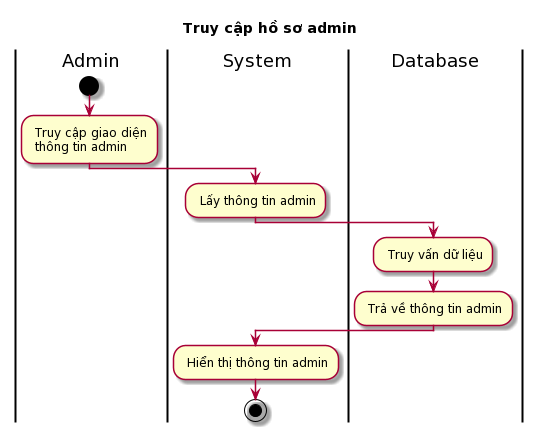 Truy cập hồ sơ admin
Admin
System
Database
Truy cập giao diện
thông tin admin
Lấy thông tin admin
Truy vấn dữ liệu
Trả về thông tin admin
Hiển thị thông tin admin